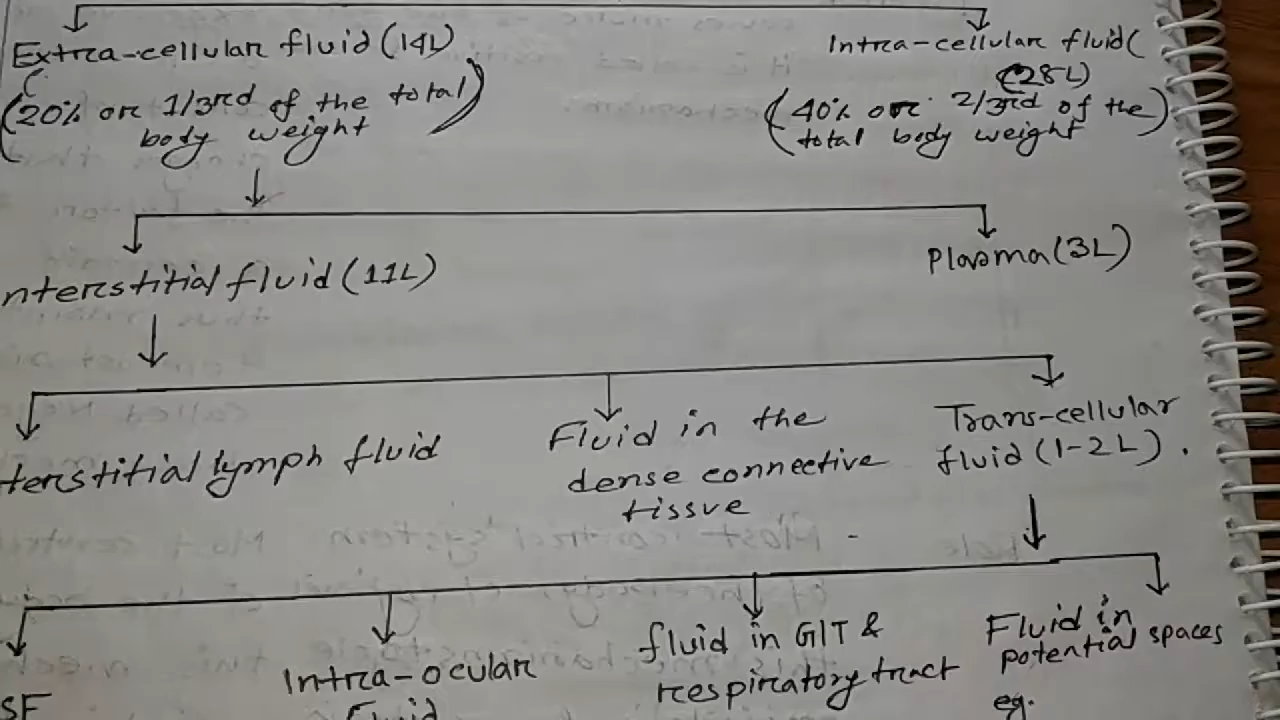 Extra-cellular fluid (14L)
(20% or 1/3rd of the total
body weight)
Intra-cellular fluid (
(28L)
(40% or 2/3rd of the
total body weight)
nterstitial fluid (11L)
Plasma (3L)
terstitial lymph fluid
Fluid in the
dense connective
tissue
Trans-cellular
fluid (1-2L).
SF
Intra-ocular
Fluid
fluid in GIT &
respiratory tract
Fluid in
potential spaces
eg.